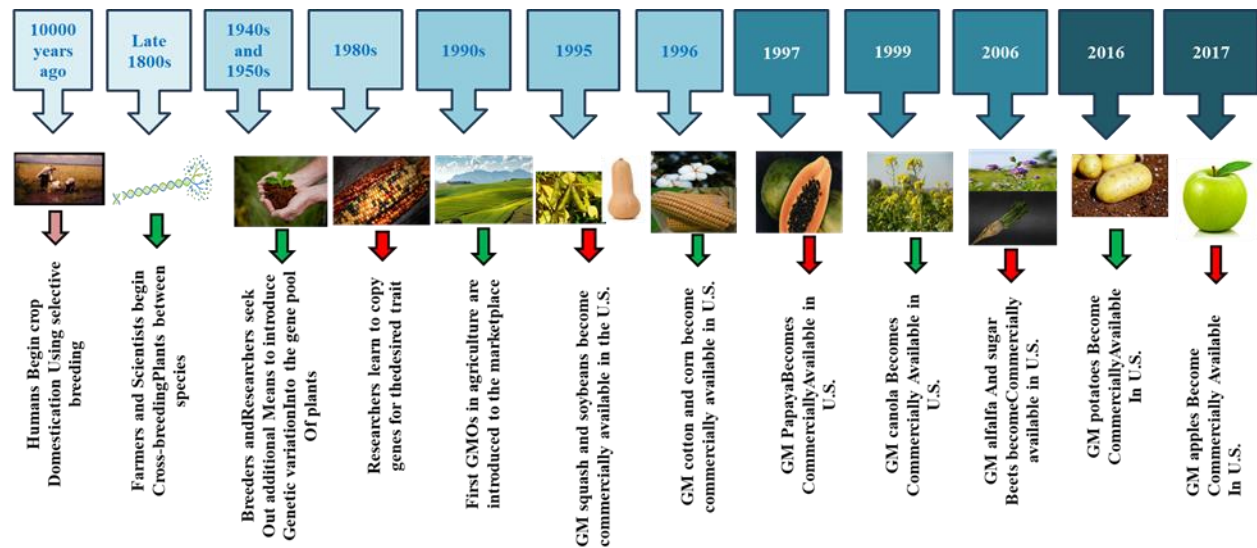 10000
years
ago
Late
1800s
1940s
and
1950s
1980s
1990s
1995
1996
1997
1999
2006
2016
2017
Humans Begin crop
Domestication Using selective
breeding
Farmers and Scientists begin
Cross-breedingPlants between
species
Breeders andResearchers seek
Out additional Means to introduce
Genetic variationInto the gene pool
Of plants
Researchers learn to copy
genes for thedesired trait
First GMOs in agriculture are
introduced to the marketplace
GM squash and soybeans become
commercially available in the U.S.
GM cotton and corn become
commercially available in U.S.
GM PapayaBecomes
CommerciallyAvailable in
U.S.
GM canola Becomes
Commercially Available in
U.S
GM alfalfa And sugar
Beets becomeCommercially
available in U.S.
GM potatoes Become
CommerciallyAvailable
In U.S.
GM apples Become
Commercially Available
In U.S.